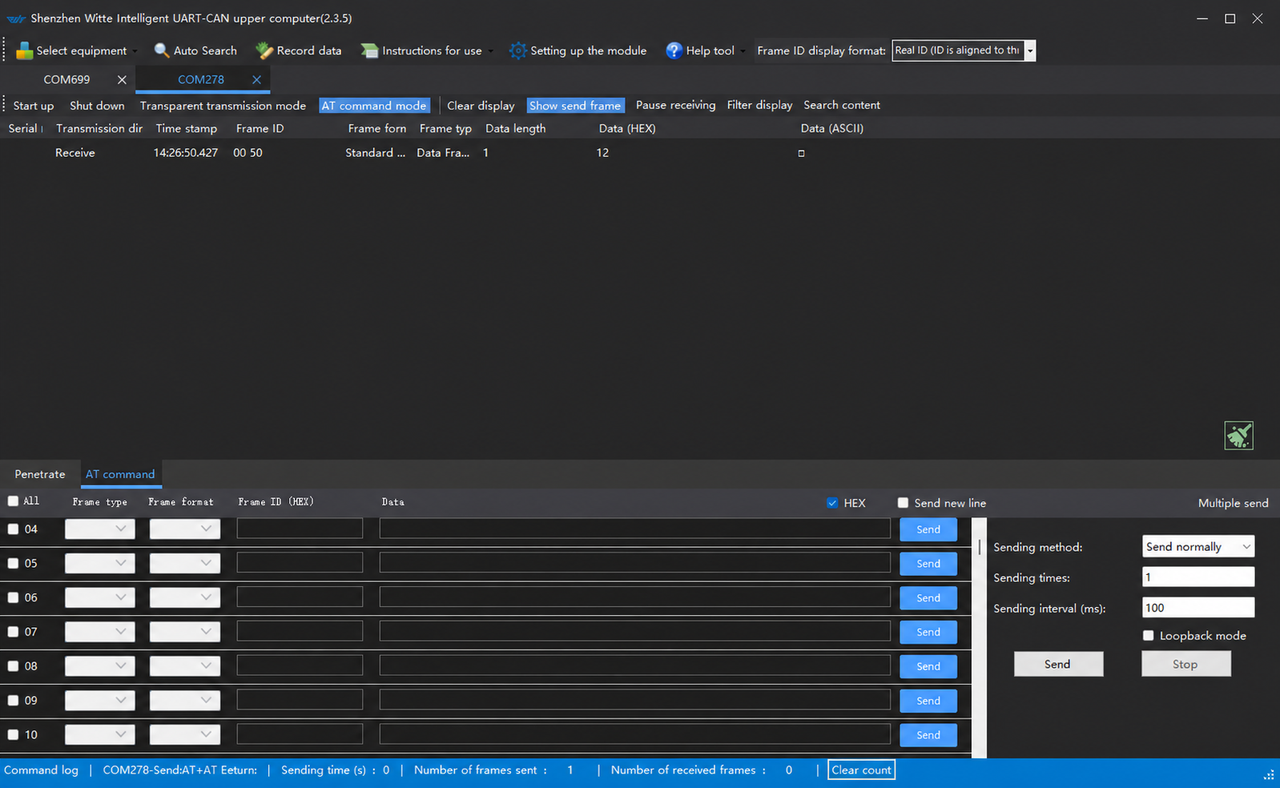 Shenzhen Witte Intelligent UART-CAN upper computer(2.3.5)
Select equipment Auto Search Record data Instructions for use Setting up the module Help tool Frame ID display format: Real ID (ID is aligned to thi
COM699 COM278
Start up Shut down Transparent transmission mode AT command mode Clear display Show send frame Pause receiving Filter display Search content
Serial Transmission dir Time stamp Frame ID Frame forn Frame typ Data length Data (HEX) Data (ASCII)
Receive 14:26:50.427 00 50 Standard ... Data Fra... 1 12
Penetrate AT command
All Frame type Frame format Frame ID (HEX) Data HEX Send new line Multiple send
04 Send
Sending method: Send normally
05 Send
Sending times: 1
06 Send
Sending interval (ms): 100
07 Send
Loopback mode
08 Send
Send Stop
09 Send
10 Send
Command log | COM278-Send:AT+AT Eeturn: | Sending time (s) : 0 | Number of frames sent : 1 | Number of received frames : 0 | Clear count